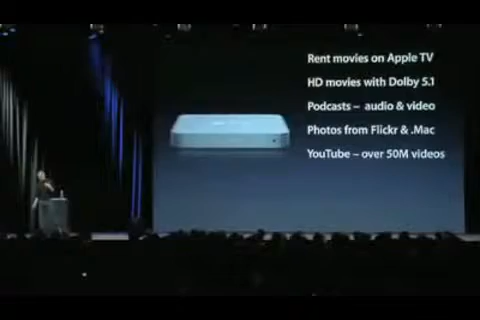 Rent movies on Apple TV
HD movies with Dolby 5.1
Podcasts – audio & video
Photos from Flickr & .Mac
YouTube – over 50M videos